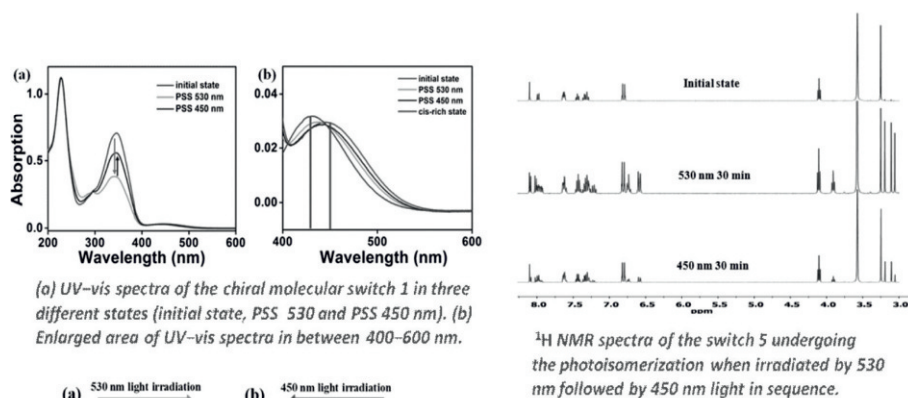 (a)
initial state
PSS 530 nm
PSS 450 nm
1.0
0.5
0.0
Absorption
200 300 400 500 600
Wavelength (nm)
(b)
initial state
PSS 530 nm
PSS 450 nm
cis-rich state
0.04
0.02
0.00
400 500 600
Wavelength (nm)
(a) UV–vis spectra of the chiral molecular switch 1 in three
different states (initial state, PSS 530 and PSS 450 nm). (b)
Enlarged area of UV–vis spectra in between 400–600 nm.
(a) 530 nm light irradiation
(b) 450 nm light irradiation
Initial state
530 nm 30 min
450 nm 30 min
8.0 7.5 7.0 6.5 6.0 5.5 5.0 4.5 4.0 3.5 3.0
ppm
¹H NMR spectra of the switch 5 undergoing
the photoisomerization when irradiated by 530
nm followed by 450 nm light in sequence.